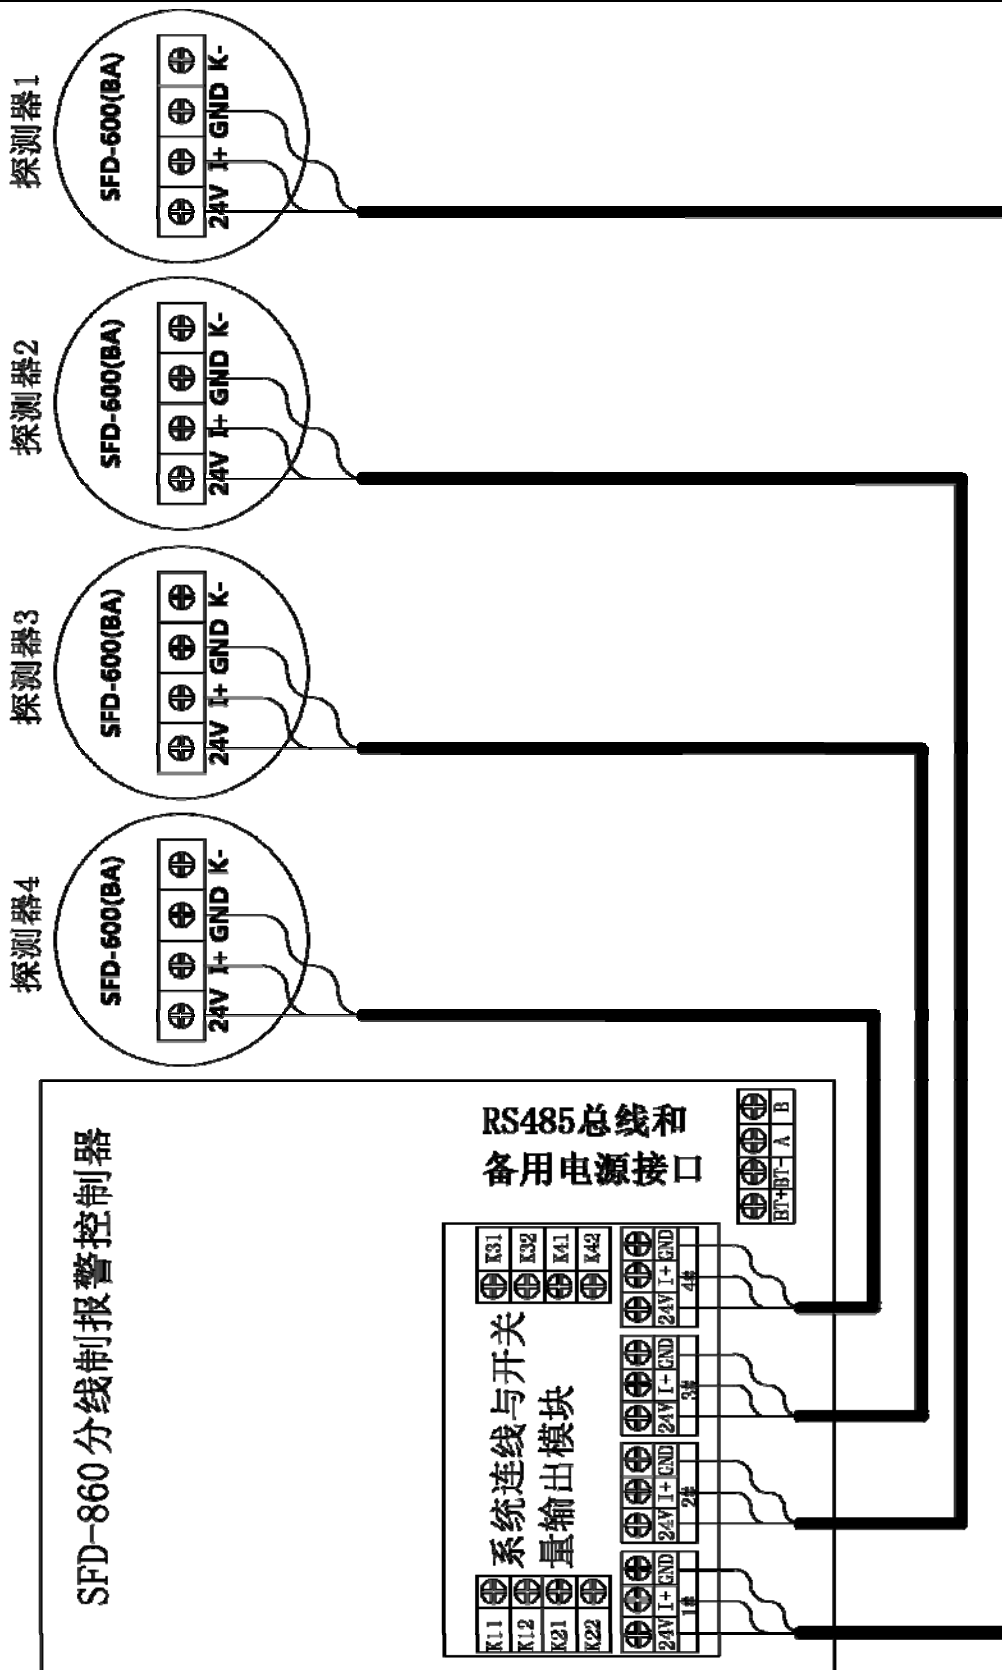 探测器1
SFD-600(BA)
24V I+ GND K-
探测器2
SFD-600(BA)
24V I+ GND K-
探测器3
SFD-600(BA)
24V I+ GND K-
探测器4
SFD-600(BA)
24V I+ GND K-
SFD-860分线制报警控制器
RS485总线和
备用电源接口
BT+ BT- A B
系统连线与开关
量输出模块
K31
K32
K41
K42
K11
K12
K21
K22
24V I+ GND
4#
24V I+ GND
3#
24V I+ GND
2#
24V I+ GND
1#